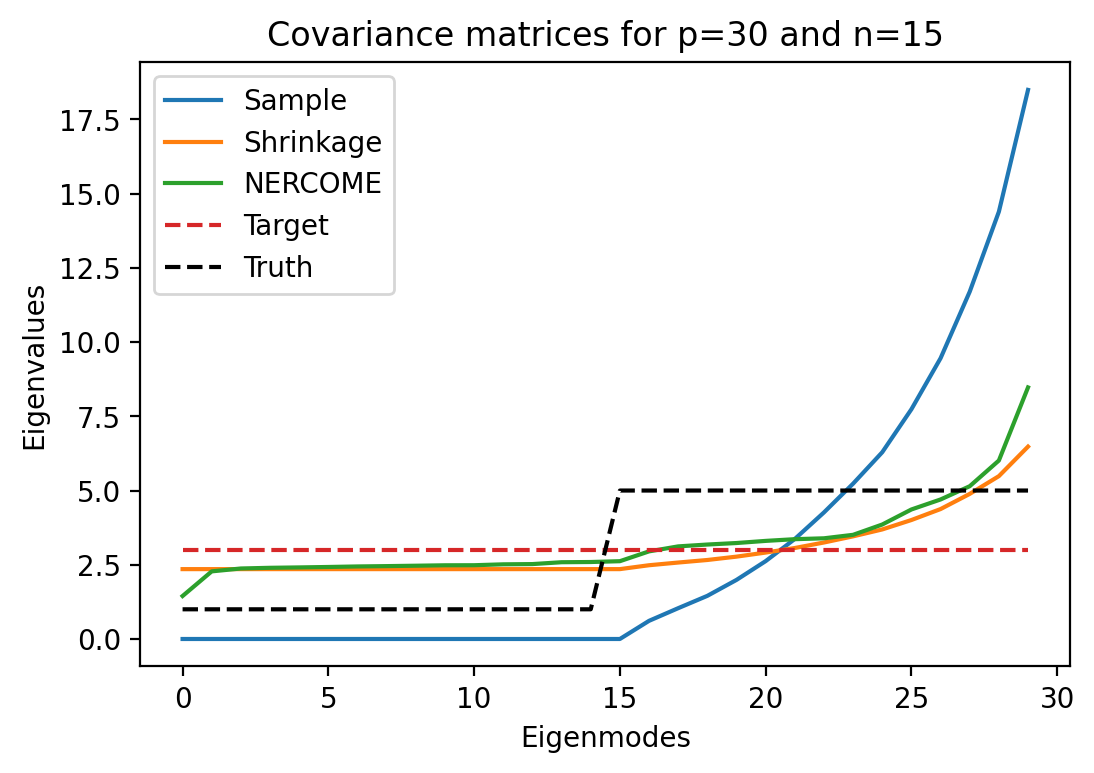 Covariance matrices for p=30 and n=15
Sample
Shrinkage
NERCOME
Target
Truth
17.5
15.0
12.5
10.0
7.5
5.0
2.5
0.0
Eigenvalues
0 5 10 15 20 25 30
Eigenmodes